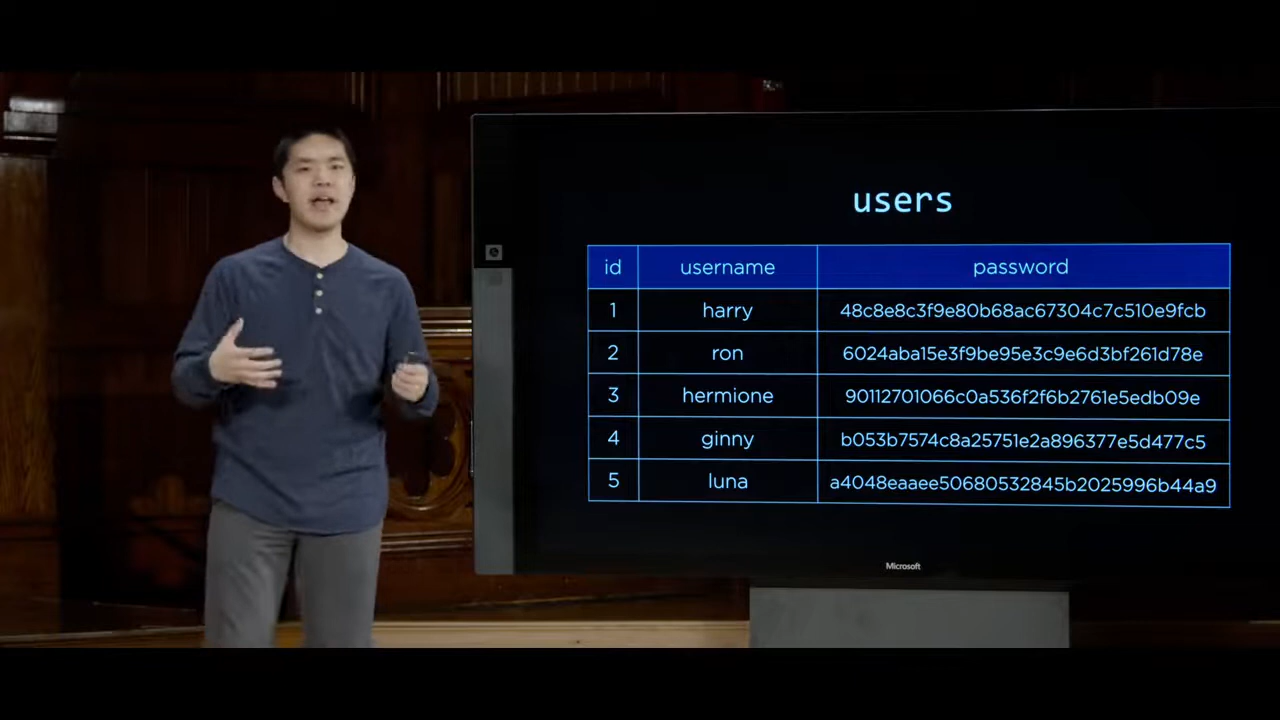 users
id username password
1 harry 48c8e8c3f9e80b68ac67304c7c510e9fcb
2 ron 6024aba15e3f9be95e3c9e6d3bf261d78e
3 hermione 90112701066c0a536f2f6b2761e5edb09e
4 ginny b053b7574c8a25751e2a896377e5d477c5
5 luna a4048eaaee50680532845b2025996b44a9
Microsoft